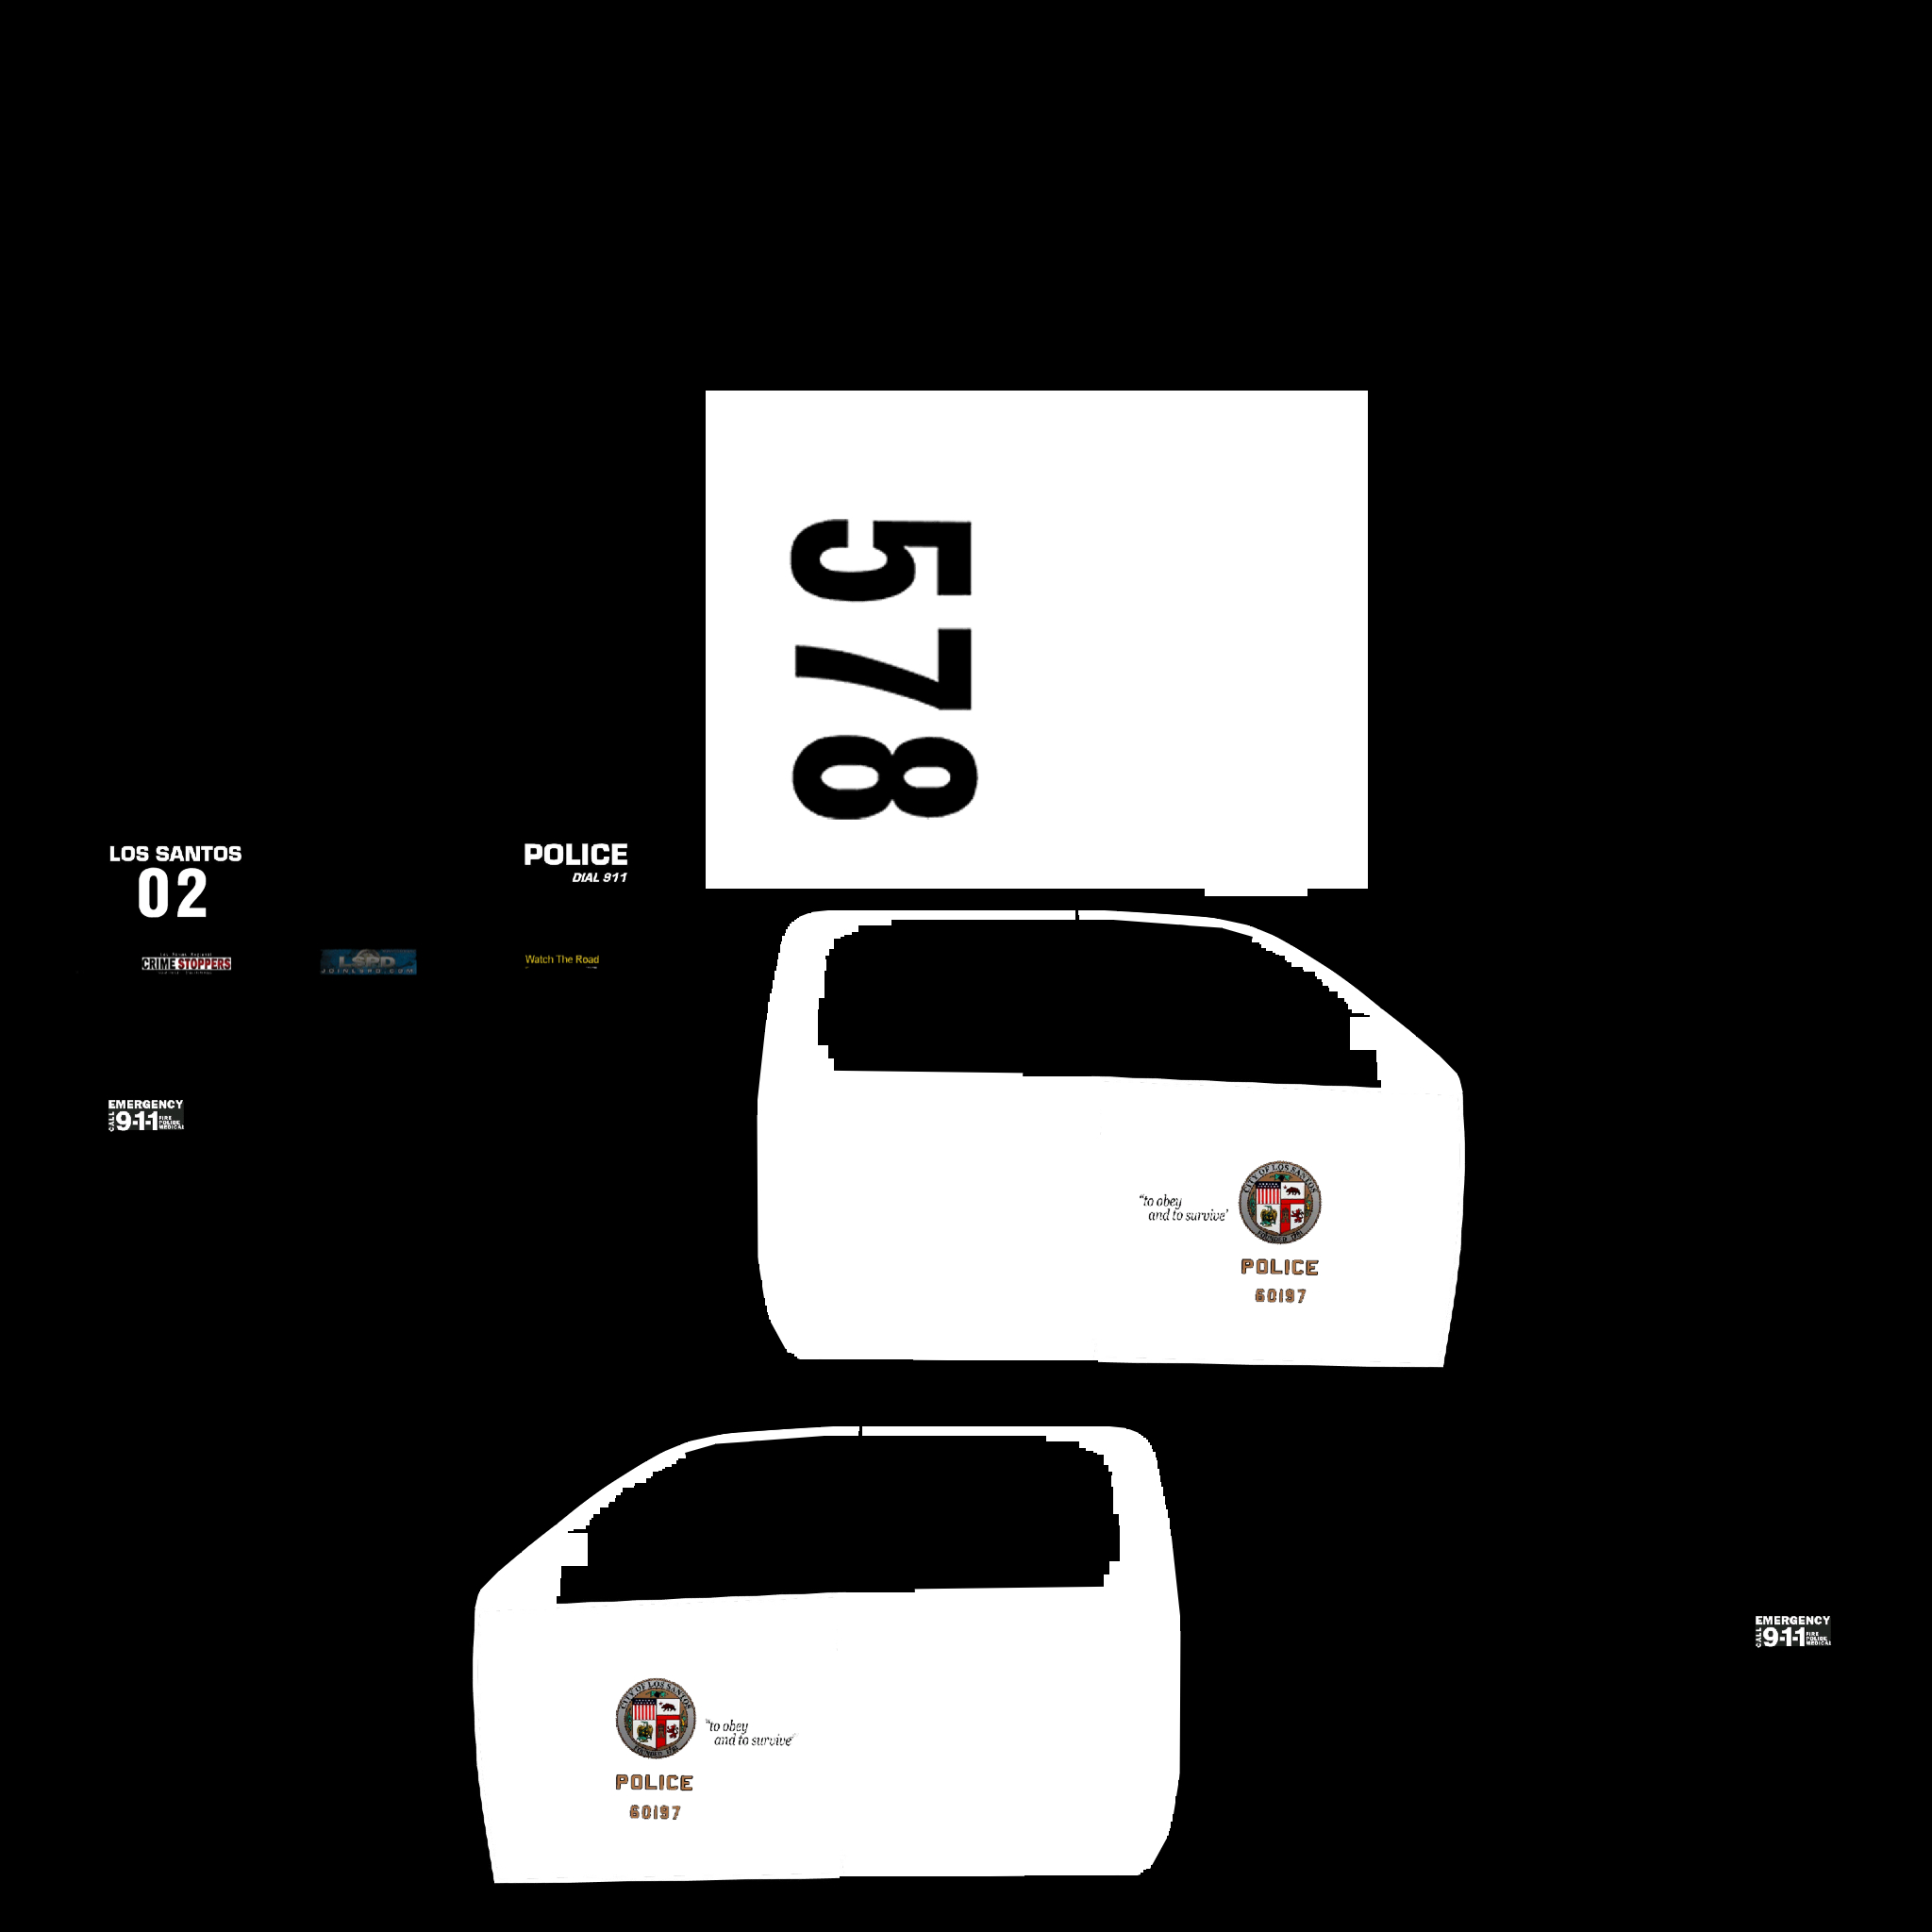 578
LOS SANTOS
02
POLICE
DIAL 911
CRIME STOPPERS
LSPD
JOINLSPD.COM
Watch The Road
EMERGENCY
CALL
9-1-1
FIRE
POLICE
MEDICAL
"to obey
and to survive'
CITY OF LOS SANTOS
POLICE
60197
CITY OF LOS SANTOS
"to obey
and to survive"
POLICE
60197
EMERGENCY
CALL
9-1-1
FIRE
POLICE
MEDICAL